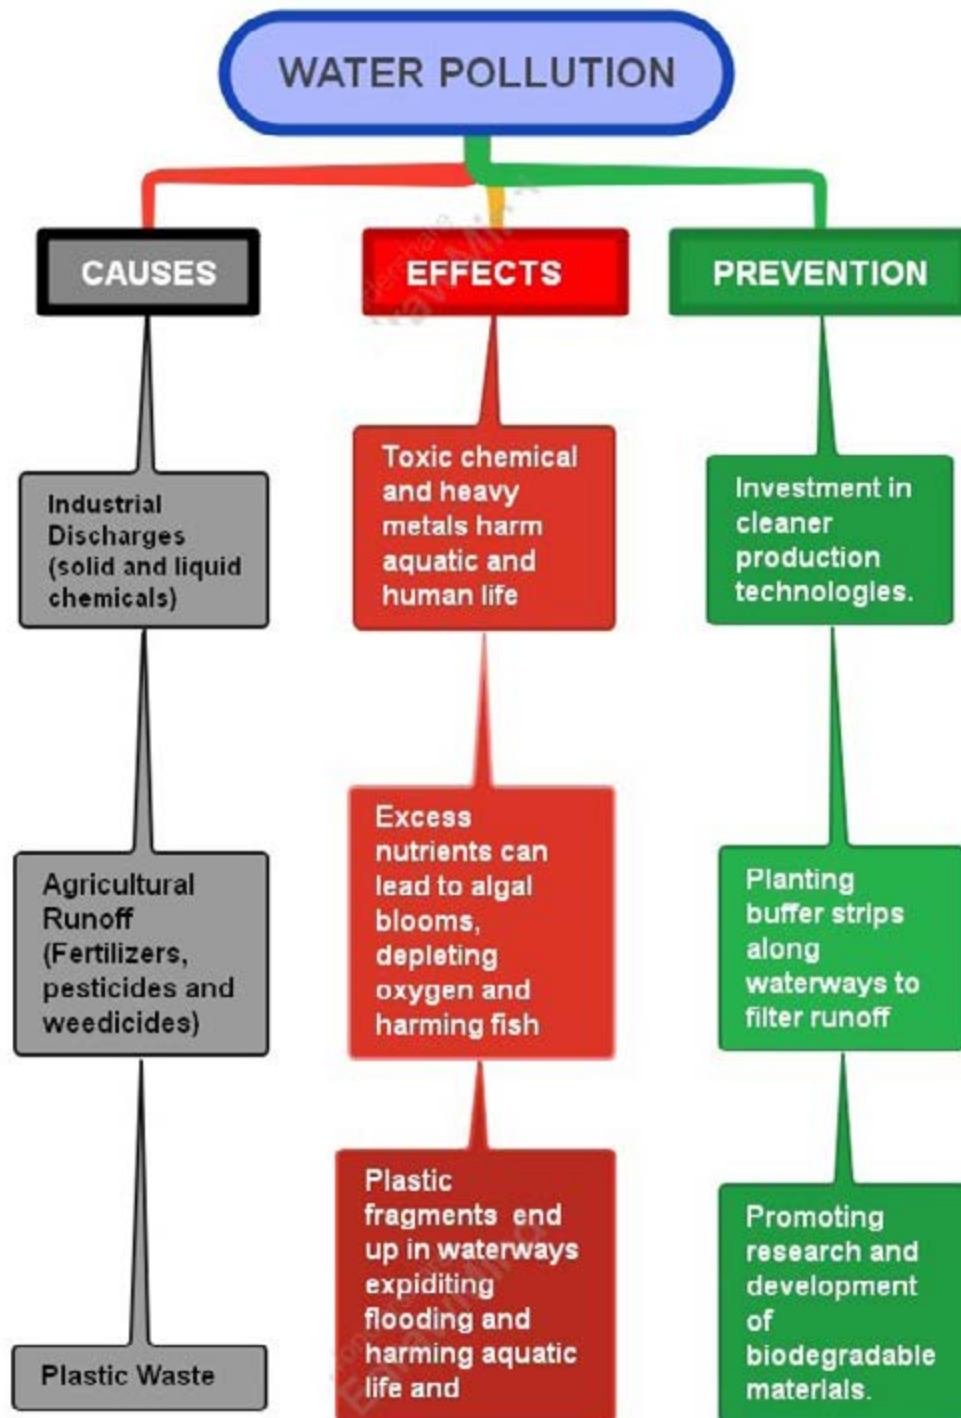 WATER POLLUTION
CAUSES
EFFECTS
PREVENTION
Industrial
Discharges
(solid and liquid
chemicals)
Toxic chemical
and heavy
metals harm
aquatic and
human life
Investment in
cleaner
production
technologies.
Agricultural
Runoff
(Fertilizers,
pesticides and
weedicides)
Excess
nutrients can
lead to algal
blooms,
depleting
oxygen and
harming fish
Planting
buffer strips
along
waterways to
filter runoff
Plastic Waste
Plastic
fragments end
up in waterways
expiditing
flooding and
harming aquatic
life and
Promoting
research and
development
of
biodegradable
materials.